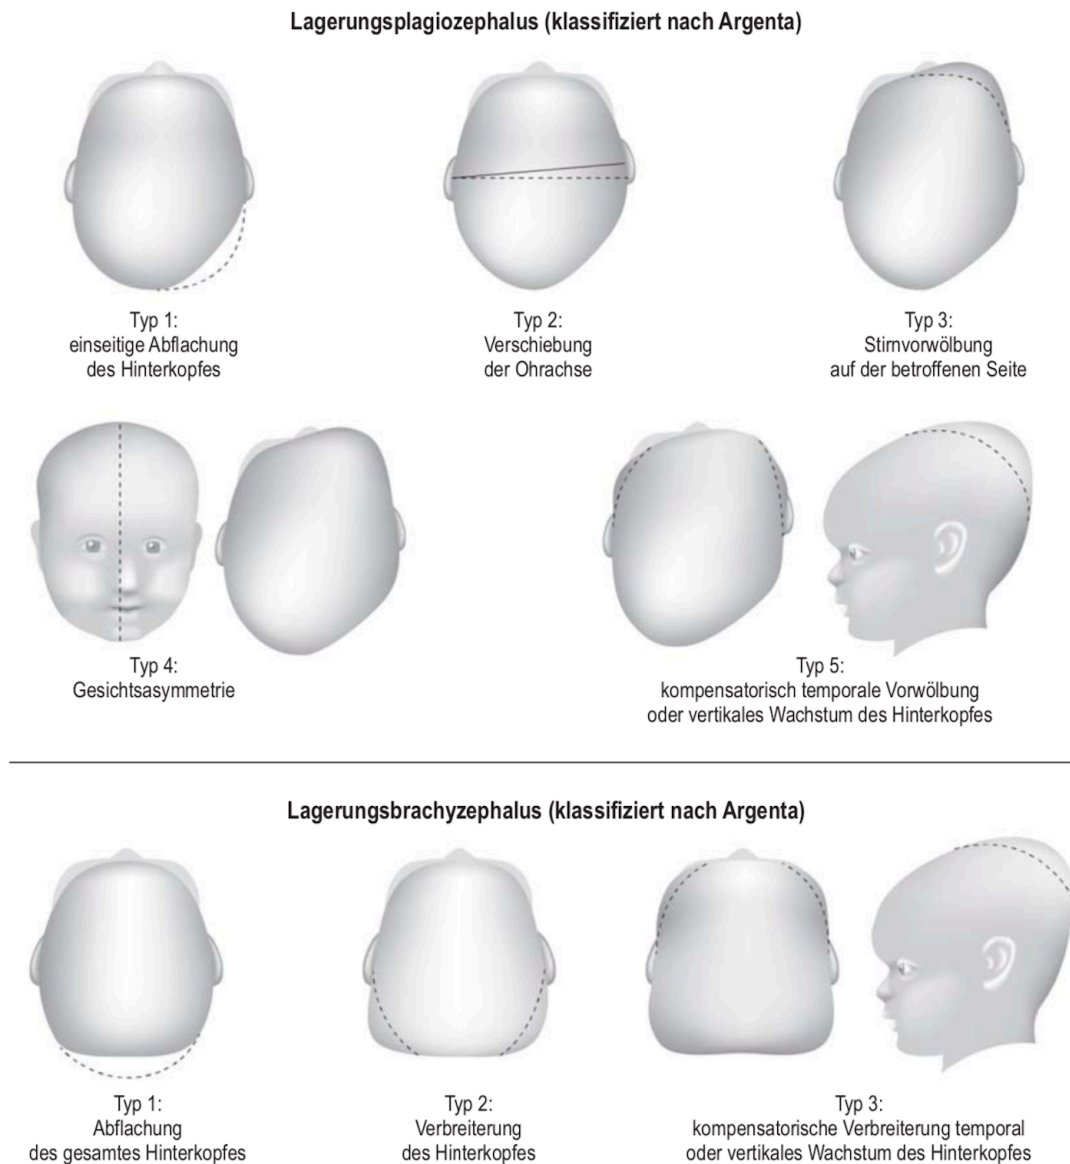 Lagerungsplagiozephalus (klassifiziert nach Argenta)
Typ 1:
einseitige Abflachung
des Hinterkopfes
Typ 2:
Verschiebung
der Ohrachse
Typ 3:
Stirnvorwölbung
auf der betroffenen Seite
Typ 4:
Gesichtsasymmetrie
Typ 5:
kompensatorisch temporale Vorwölbung
oder vertikales Wachstum des Hinterkopfes
Lagerungsbrachyzephalus (klassifiziert nach Argenta)
Typ 1:
Abflachung
des gesamtes Hinterkopfes
Typ 2:
Verbreiterung
des Hinterkopfes
Typ 3:
kompensatorische Verbreiterung temporal
oder vertikales Wachstum des Hinterkopfes